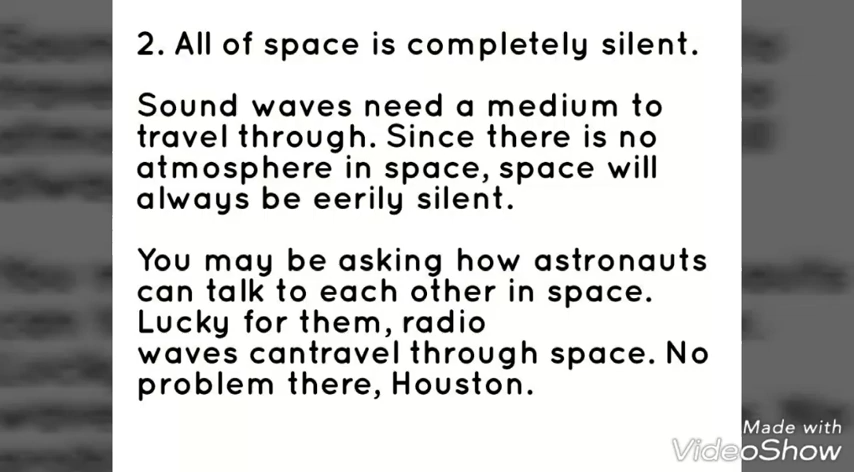 2. All of space is completely silent.
Sound waves need a medium to
travel through. Since there is no
atmosphere in space, space will
always be eerily silent.
You may be asking how astronauts
can talk to each other in space.
Lucky for them, radio
waves cantravel through space. No
problem there, Houston.
Made with
VideoShow